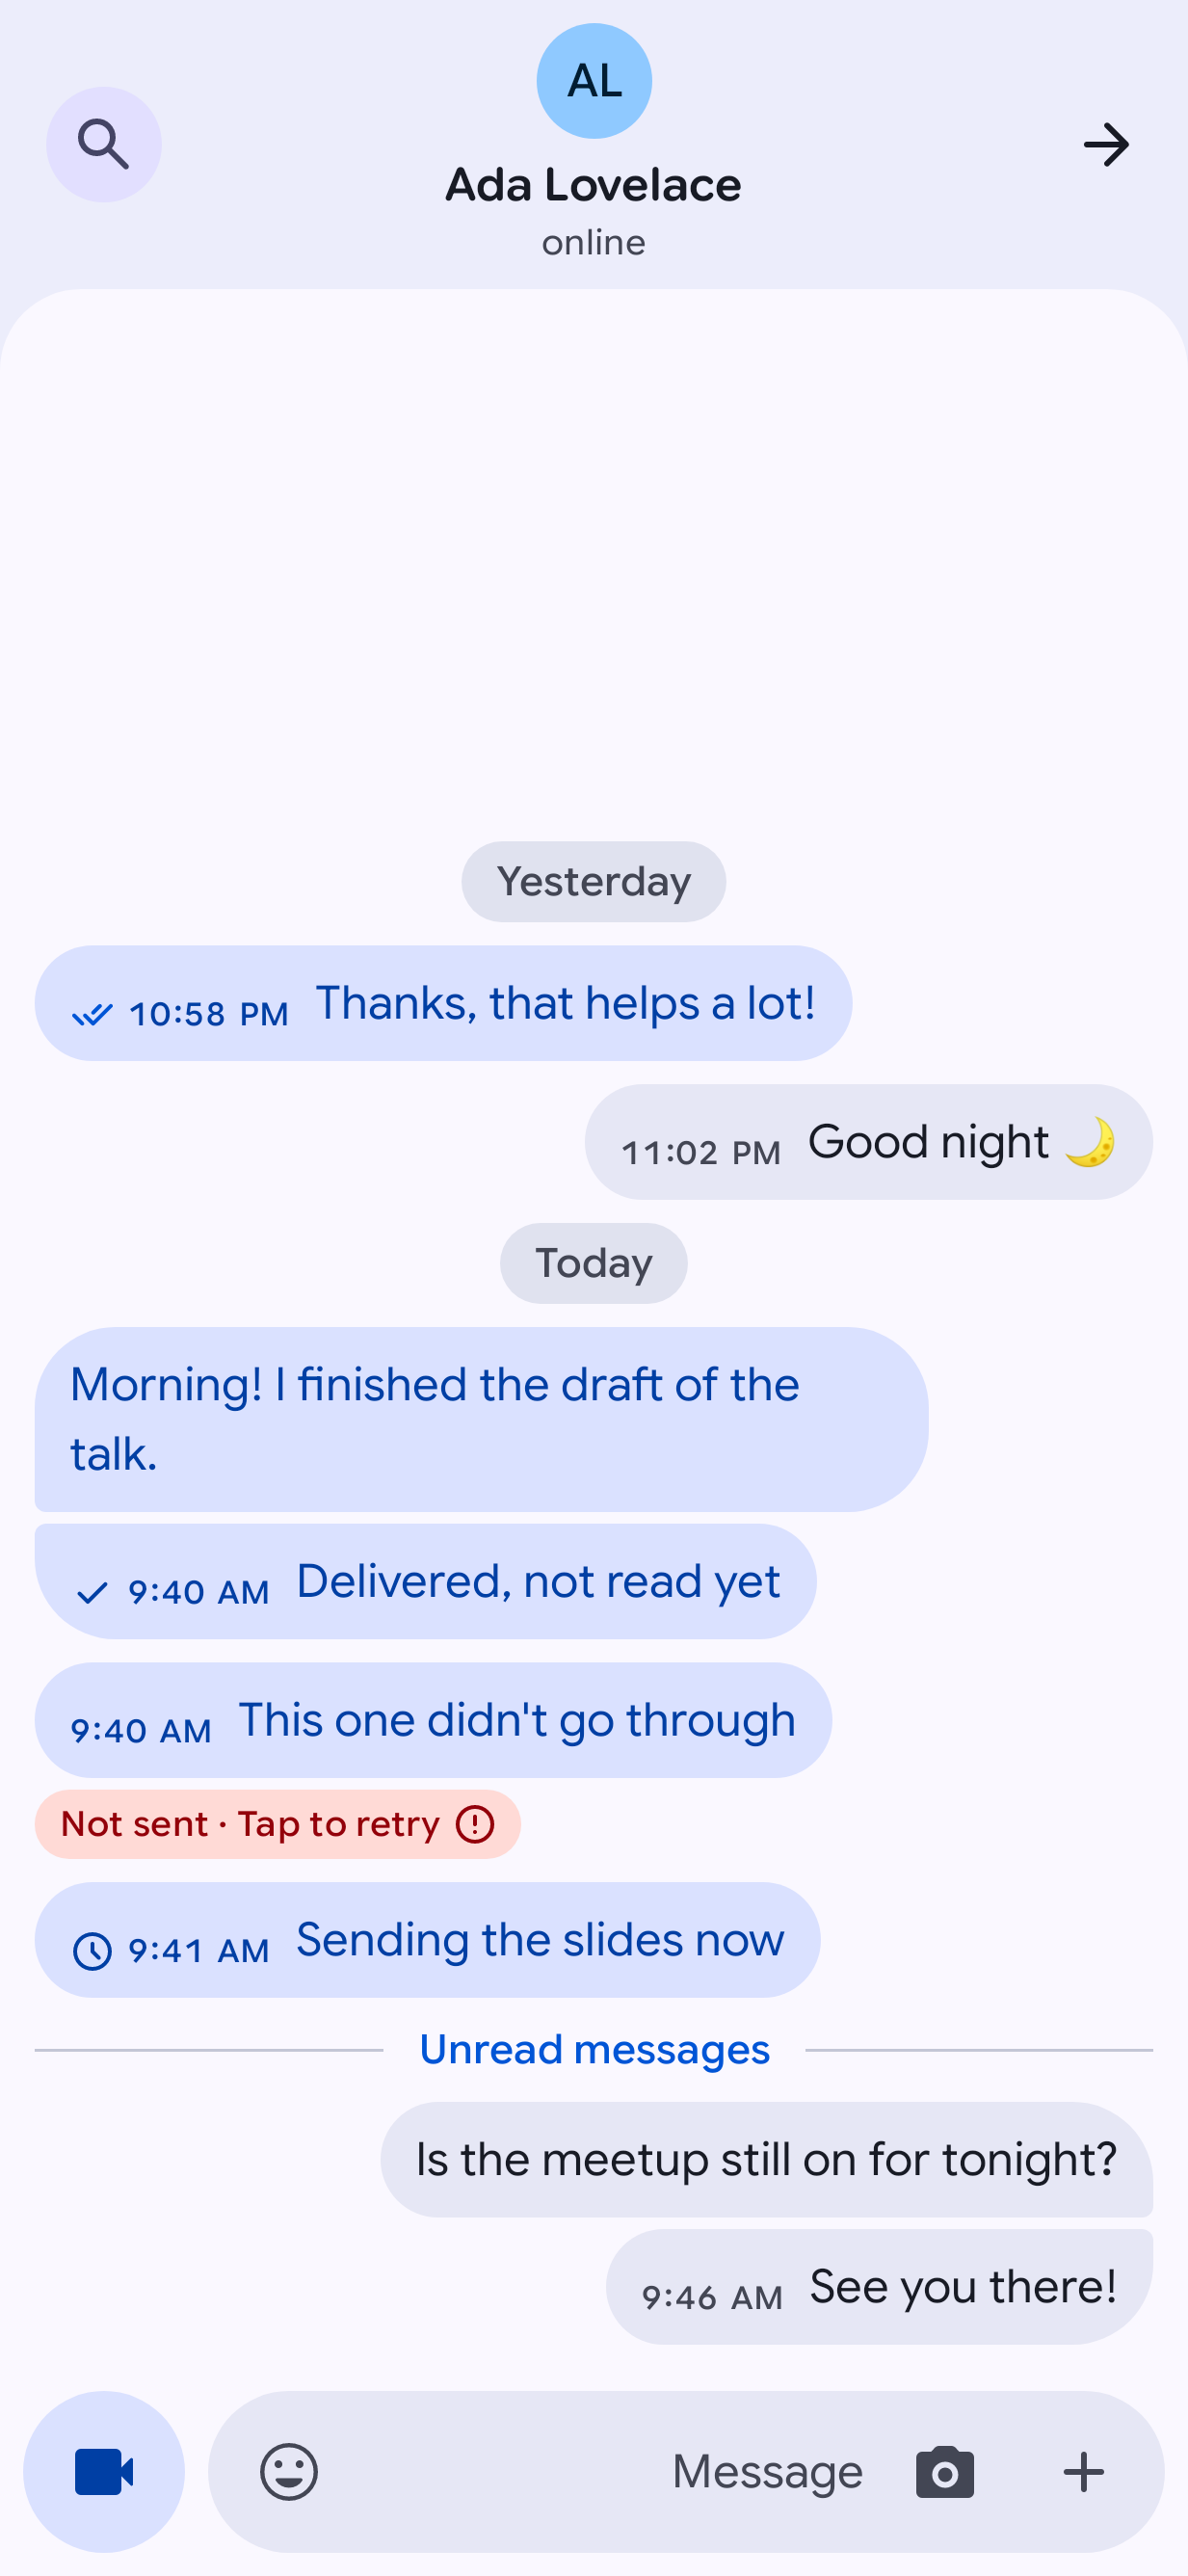 AL
Ada Lovelace
online
Yesterday
10:58 PM Thanks, that helps a lot!
11:02 PM Good night 🌙
Today
Morning! I finished the draft of the
talk.
9:40 AM Delivered, not read yet
9:40 AM This one didn't go through
Not sent · Tap to retry
9:41 AM Sending the slides now
Unread messages
Is the meetup still on for tonight?
9:46 AM See you there!
Message